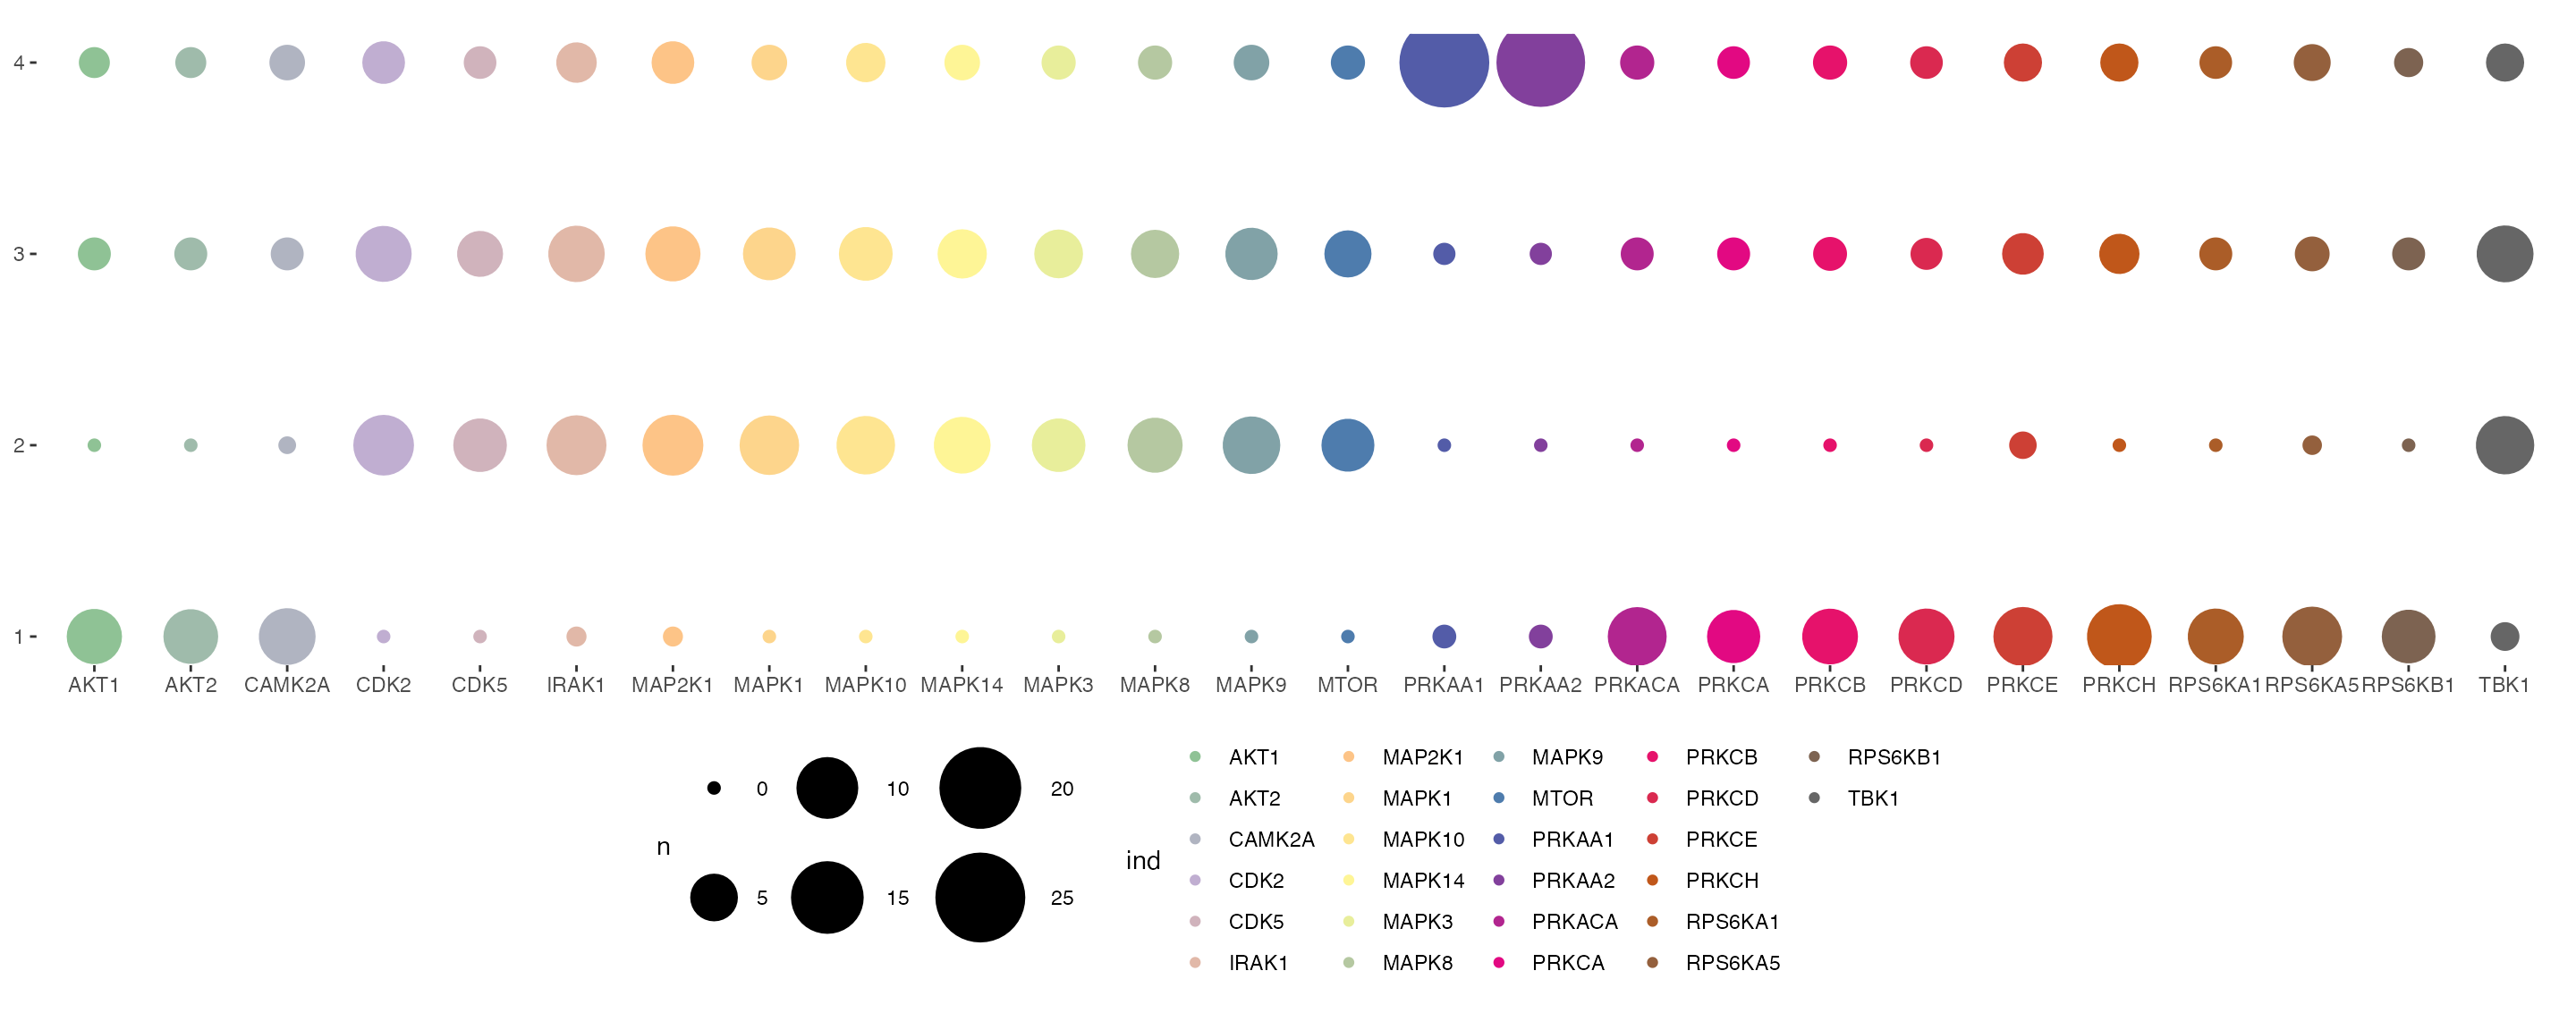 4
3
2
1
AKT1 AKT2 CAMK2A CDK2 CDK5 IRAK1 MAP2K1 MAPK1 MAPK10 MAPK14 MAPK3 MAPK8 MAPK9 MTOR PRKAA1 PRKAA2 PRKACA PRKCA PRKCB PRKCD PRKCE PRKCH RPS6KA1 RPS6KA5 RPS6KB1 TBK1
n
0 10 20
5 15 25
ind
AKT1 MAP2K1 MAPK9 PRKCB RPS6KB1
AKT2 MAPK1 MTOR PRKCD TBK1
CAMK2A MAPK10 PRKAA1 PRKCE
CDK2 MAPK14 PRKAA2 PRKCH
CDK5 MAPK3 PRKACA RPS6KA1
IRAK1 MAPK8 PRKCA RPS6KA5